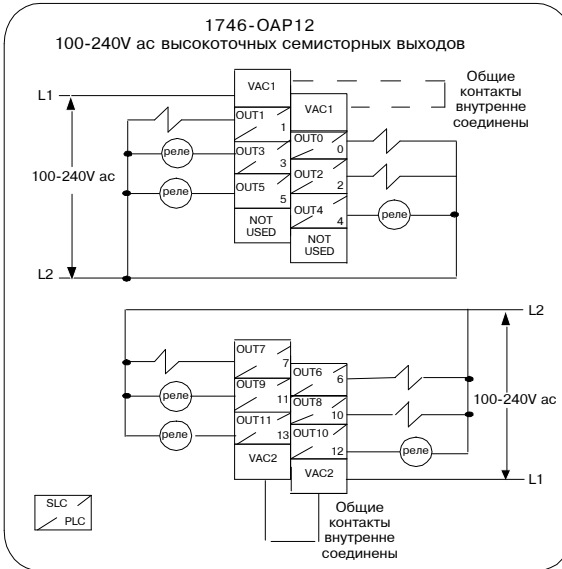 1746-OAP12
100-240V ac высокоточных семисторных выходов
VAC1
Общие
контакты
внутренне
соединены
L1
VAC1
OUT1
1
OUT0
0
реле
OUT3
3
OUT2
2
100-240V ac
реле
OUT5
5
OUT4
4
реле
NOT
USED
NOT
USED
L2
L2
OUT7
7
OUT6
6
реле
OUT9
11
OUT8
10
100-240V ac
реле
OUT11
13
OUT10
12
реле
VAC2
VAC2
L1
SLC
PLC
Общие
контакты
внутренне
соединены